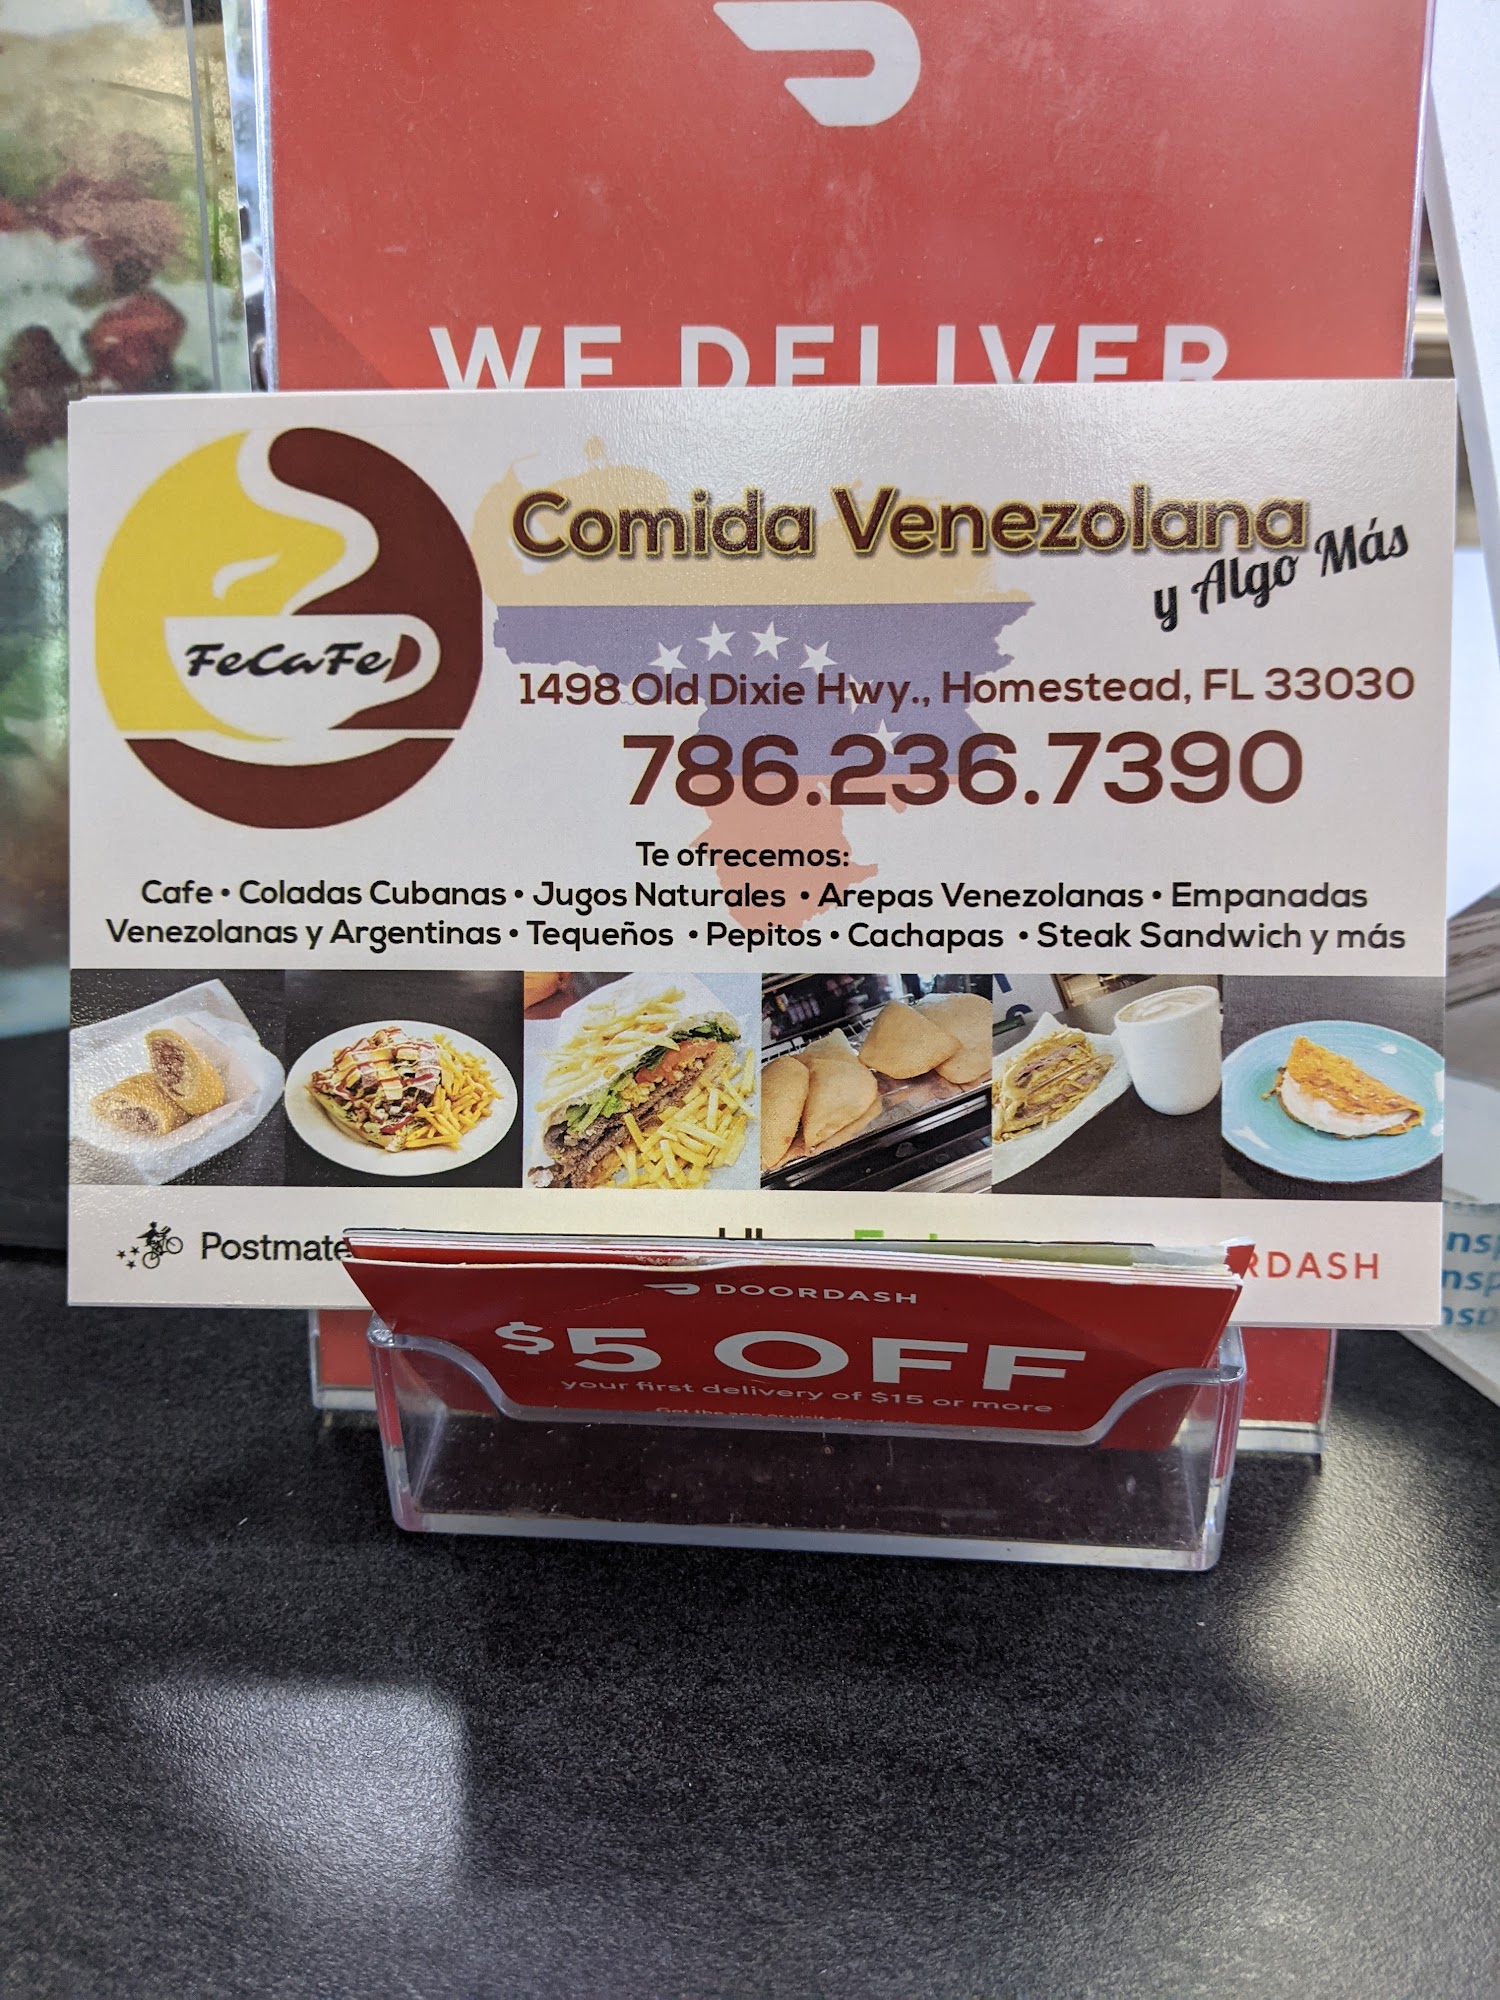 WE DELIVER
Comida Venezolana
y Algo Más
FeCaFe
1498 Old Dixie Hwy., Homestead, FL 33030
786.236.7390
Te ofrecemos:
Cafe • Coladas Cubanas • Jugos Naturales • Arepas Venezolanas • Empanadas
Venezolanas y Argentinas • Tequeños • Pepitos • Cachapas • Steak Sandwich y más
Postmate
RDASH
DOORDASH
$5 OFF
your first delivery of $15 or more